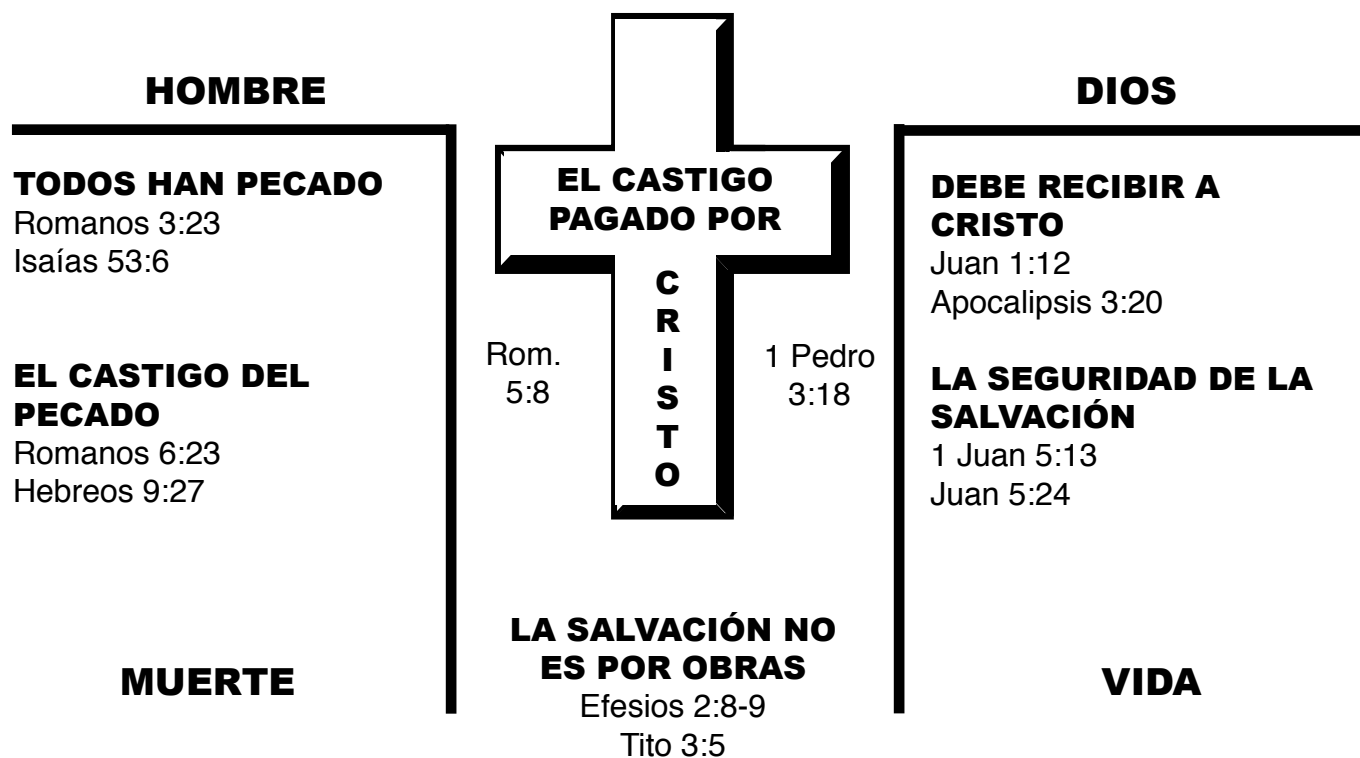 HOMBRE
TODOS HAN PECADO
Romanos 3:23
Isaías 53:6
EL CASTIGO DEL
PECADO
Romanos 6:23
Hebreos 9:27
MUERTE
EL CASTIGO
PAGADO POR
C
R
I
S
T
O
Rom.
5:8
1 Pedro
3:18
LA SALVACIÓN NO
ES POR OBRAS
Efesios 2:8-9
Tito 3:5
DIOS
DEBE RECIBIR A
CRISTO
Juan 1:12
Apocalipsis 3:20
LA SEGURIDAD DE LA
SALVACIÓN
1 Juan 5:13
Juan 5:24
VIDA